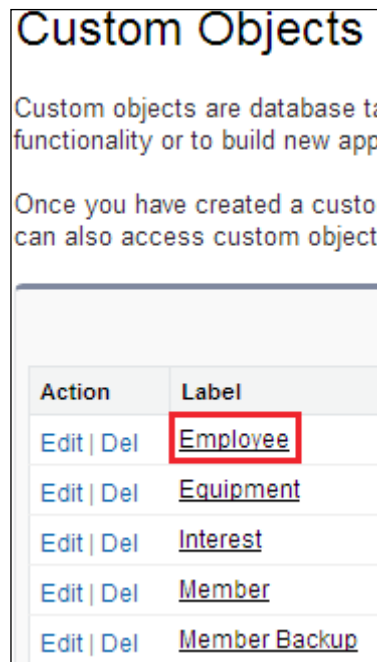 Custom Objects
Custom objects are database ta
functionality or to build new app
Once you have created a custo
can also access custom object
Action Label
Edit | Del Employee
Edit | Del Equipment
Edit | Del Interest
Edit | Del Member
Edit | Del Member Backup